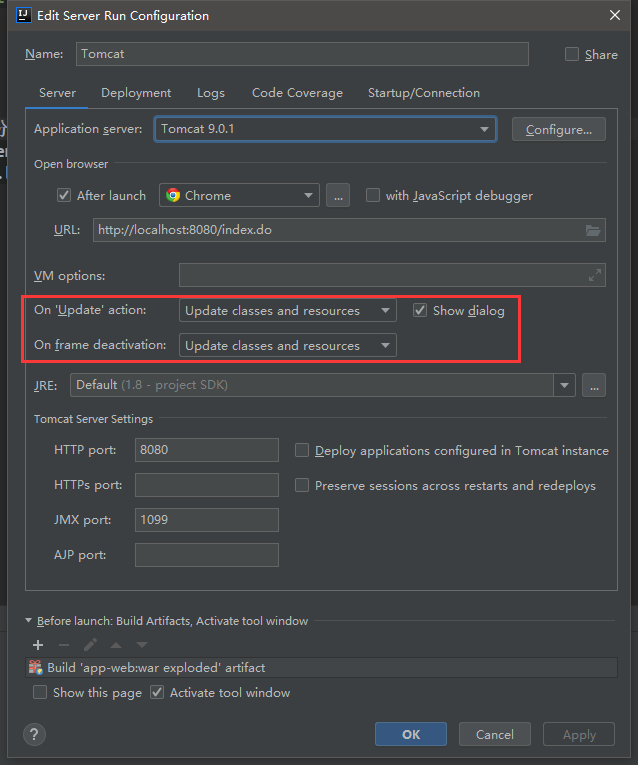 Edit Server Run Configuration
Name: Tomcat Share
Server Deployment Logs Code Coverage Startup/Connection
Application server: Tomcat 9.0.1 Configure...
Open browser
After launch Chrome ... with JavaScript debugger
URL: http://localhost:8080/index.do
VM options:
On 'Update' action: Update classes and resources Show dialog
On frame deactivation: Update classes and resources
JRE: Default (1.8 - project SDK) ...
Tomcat Server Settings
HTTP port: 8080 Deploy applications configured in Tomcat instance
HTTPs port: Preserve sessions across restarts and redeploys
JMX port: 1099
AJP port:
Before launch: Build Artifacts, Activate tool window
Build 'app-web:war exploded' artifact
Show this page Activate tool window
? OK Cancel Apply